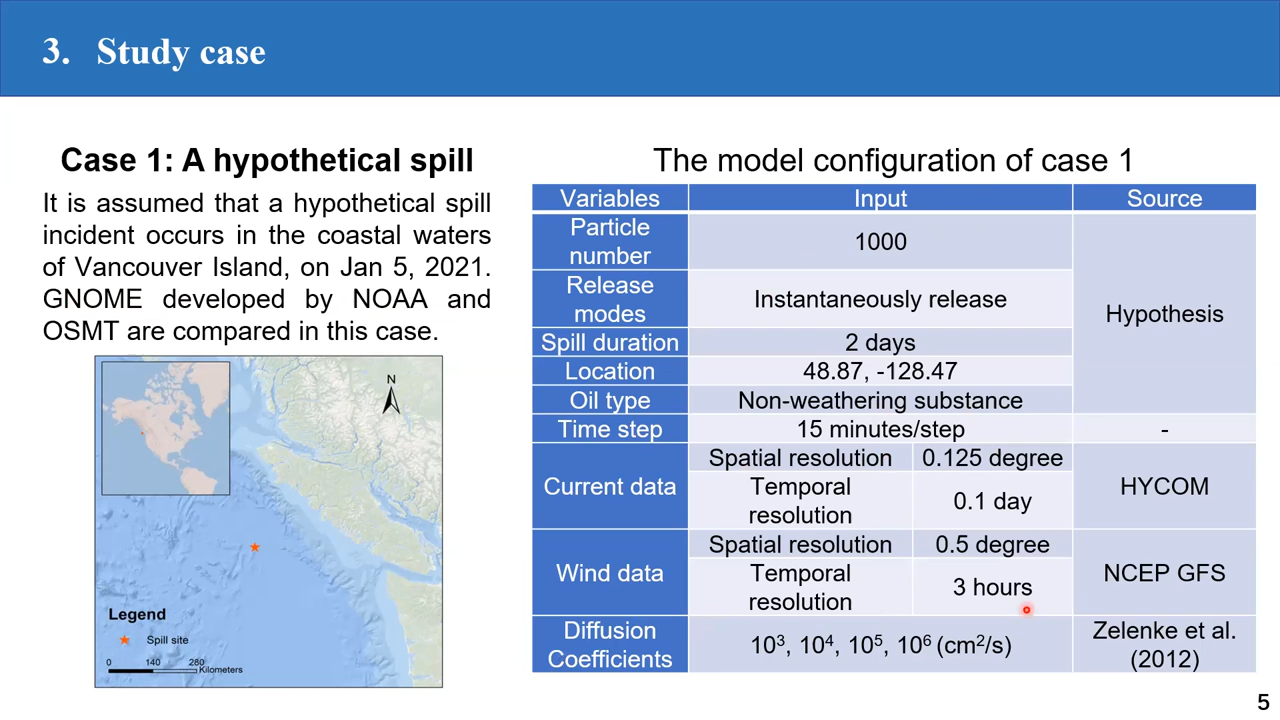 3. Study case
Case 1: A hypothetical spill
It is assumed that a hypothetical spill
incident occurs in the coastal waters
of Vancouver Island, on Jan 5, 2021.
GNOME developed by NOAA and
OSMT are compared in this case.
N
Legend
Spill site
0 140 280
Kilometers
The model configuration of case 1
Variables Input Source
Particle
number
1000
Release
modes
Instantaneously release
Spill duration 2 days
Location 48.87, -128.47
Oil type Non-weathering substance
Hypothesis
Time step 15 minutes/step -
Current data
Spatial resolution 0.125 degree
Temporal
resolution
0.1 day
HYCOM
Wind data
Spatial resolution 0.5 degree
Temporal
resolution
3 hours
NCEP GFS
Diffusion
Coefficients
10³, 10⁴, 10⁵, 10⁶ (cm²/s)
Zelenke et al.
(2012)
5